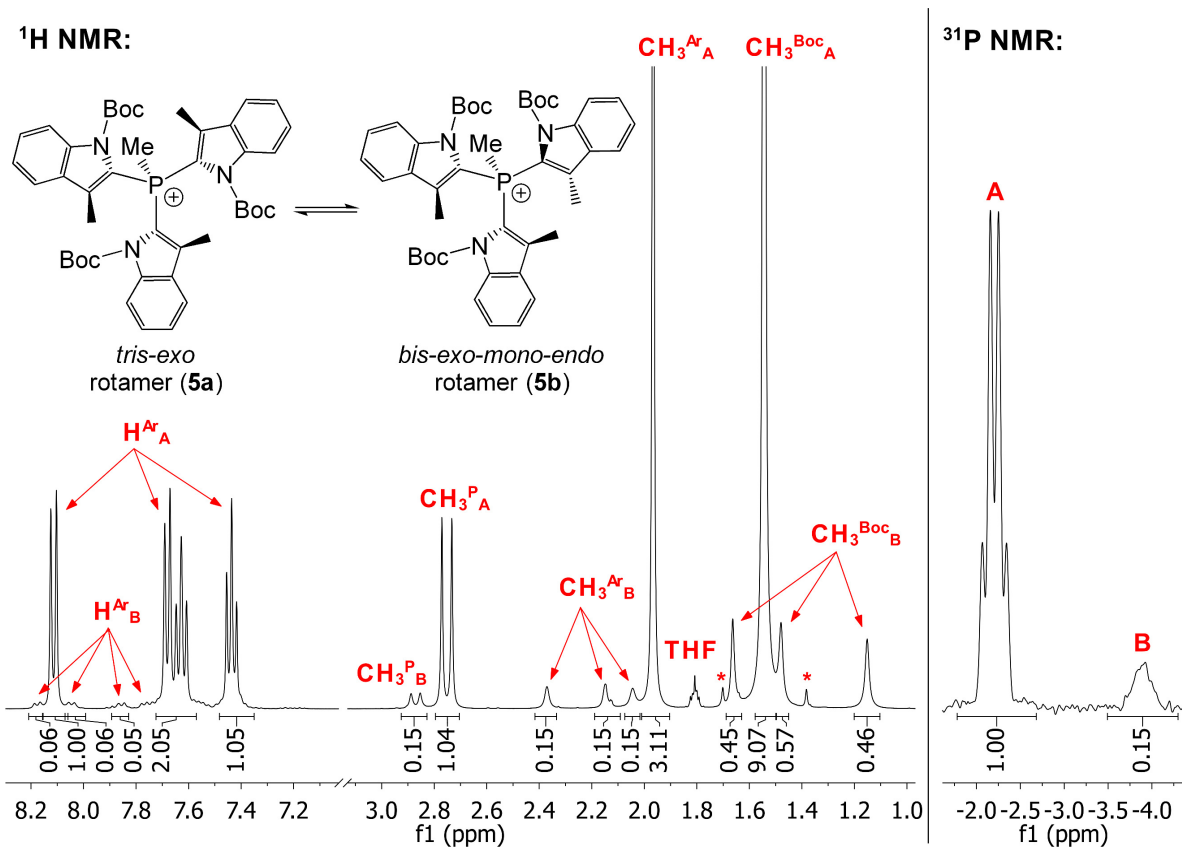 ¹H NMR:
³¹P NMR:
CH₃ᴬʳA
CH₃ᴮᵒᶜA
Boc
N
Me
P
⊕
N
Boc
N
Boc
Boc
N
Me
P
⊕
Boc
N
N
Boc
tris-exo
rotamer (5a)
bis-exo-mono-endo
rotamer (5b)
HᴬʳA
HᴬʳB
CH₃ᴾB
CH₃ᴾA
CH₃ᴬʳB
THF
*
*
CH₃ᴮᵒᶜB
A
B
0.06
1.00
0.06
0.05
2.05
1.05
0.15
1.04
0.15
0.15
0.15
3.11
0.45
9.07
0.57
0.46
1.00
0.15
8.2 8.0 7.8 7.6 7.4 7.2 3.0 2.8 2.6 2.4 2.2 2.0 1.8 1.6 1.4 1.2 1.0
f1 (ppm)
-2.0 -2.5 -3.0 -3.5 -4.0
f1 (ppm)